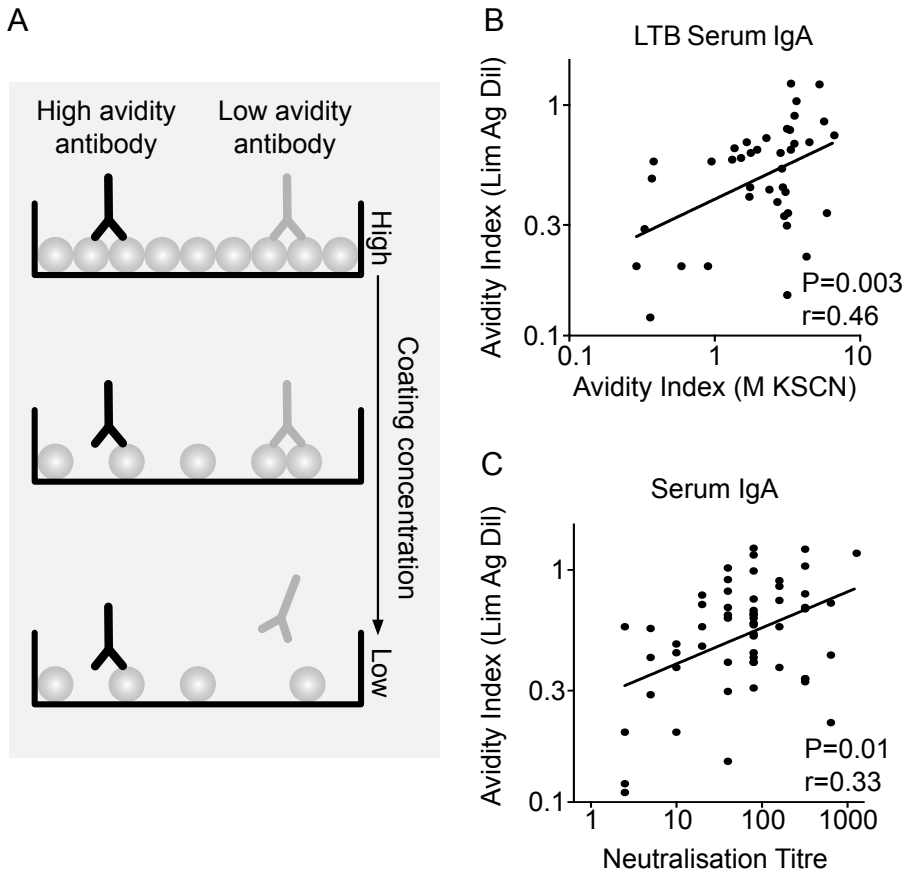 A
High avidity
antibody
Low avidity
antibody
High
Coating concentration
Low
B
LTB Serum IgA
Avidity Index (Lim Ag Dil)
1
0.3
0.1
P=0.003
r=0.46
0.1
1
10
Avidity Index (M KSCN)
C
Serum IgA
Avidity Index (Lim Ag Dil)
1
0.3
0.1
P=0.01
r=0.33
1
10
100
1000
Neutralisation Titre